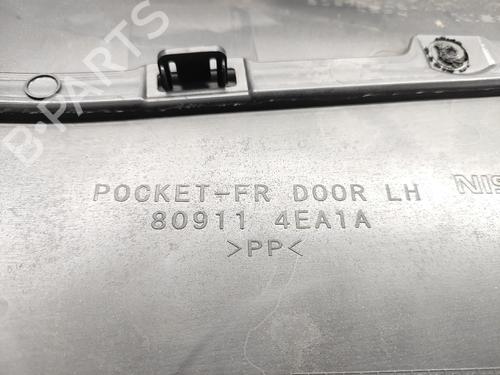 POCKET-FR DOOR LH
80911 4EA1A
>PP<
B-PARTS